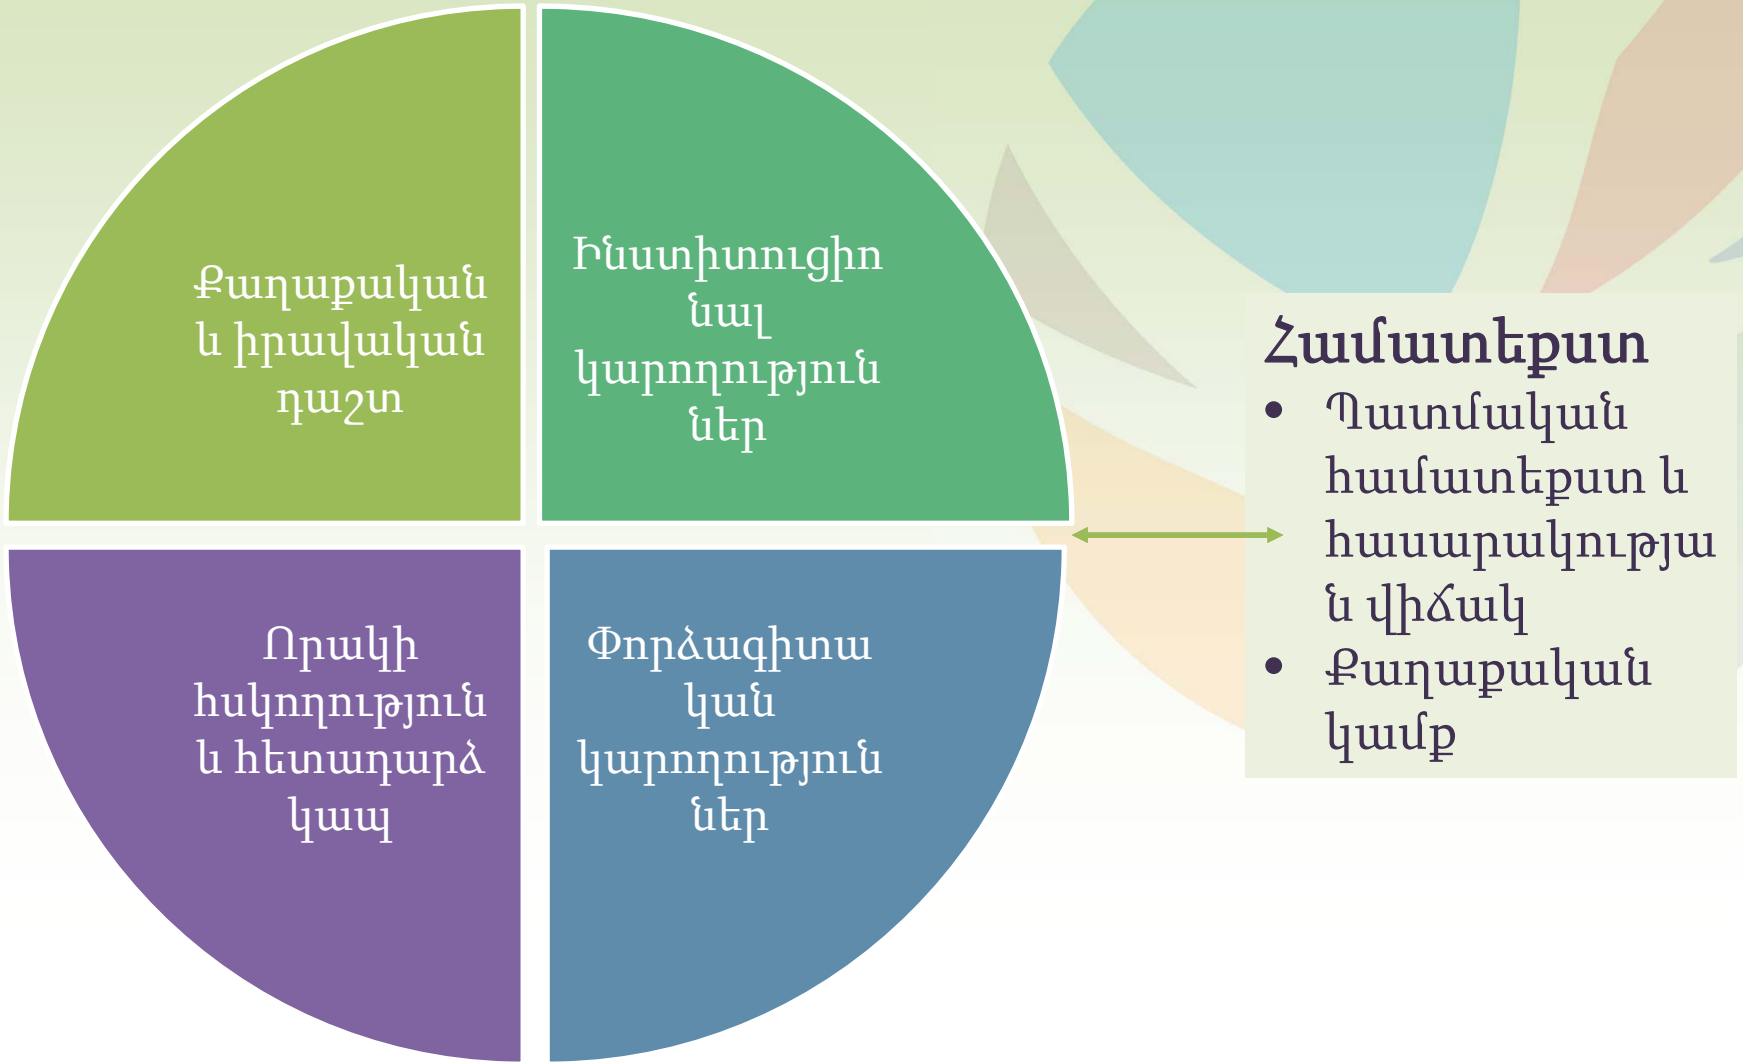 Քաղաքական
և իրավական
դաշտ
Ինստիտուցիո
նալ
կարողություն
ներ
Որակի
հսկողություն
և հետադարձ
կապ
Փորձագիտա
կան
կարողություն
ներ
Համատեքստ
• Պատմական
համատեքստ և
հասարակությա
ն վիճակ
• Քաղաքական
կամք